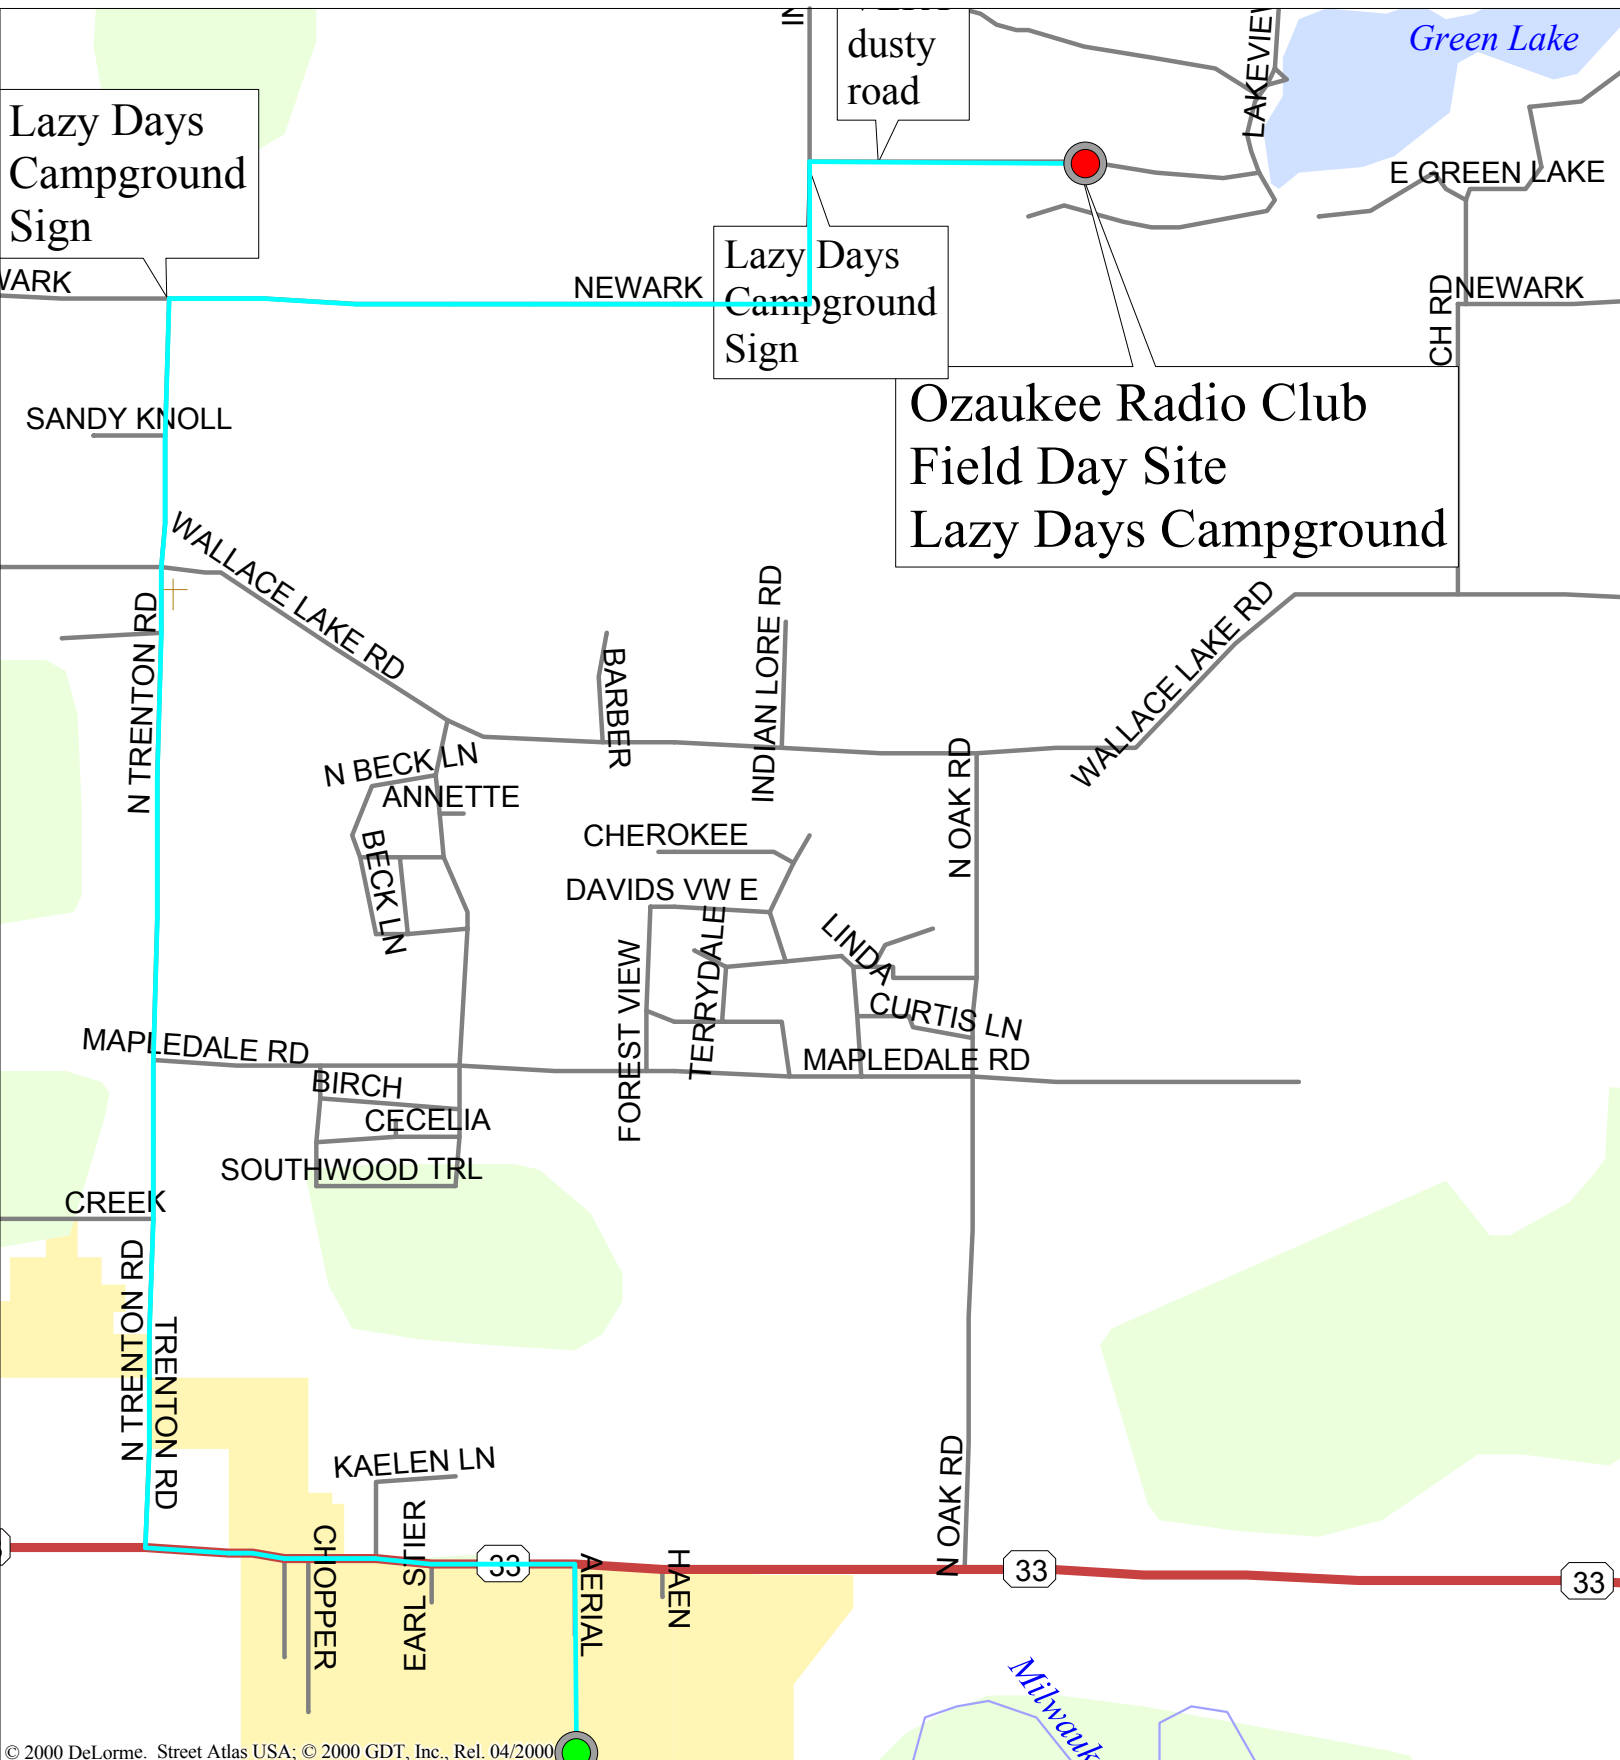 dusty
road
LAKEVIEW
Green Lake
Lazy Days
Campground
Sign
E GREEN LAKE
Lazy Days
Campground
Sign
NEWARK
NEWARK
CH RD
Ozaukee Radio Club
Field Day Site
Lazy Days Campground
SANDY KNOLL
WALLACE LAKE RD
N TRENTON RD
BARBER
INDIAN LORE RD
WALLACE LAKE RD
N BECK LN
ANNETTE
BECK LN
CHEROKEE
DAVIDS VW E
N OAK RD
LINDA
TERRYDALE
FOREST VIEW
CURTIS LN
MAPLEDALE RD
MAPLEDALE RD
BIRCH
CECELIA
SOUTHWOOD TRL
CREEK
N TRENTON RD
TRENTON RD
KAELEN LN
N OAK RD
CHOPPER
EARL STIER
33
AERIAL
HAEN
33
33
Milwauk
© 2000 DeLorme. Street Atlas USA; © 2000 GDT, Inc., Rel. 04/2000